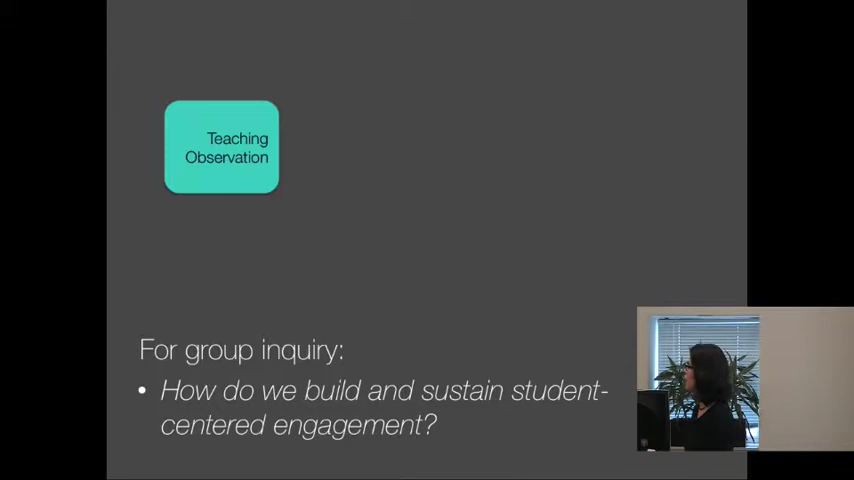 Teaching
Observation
For group inquiry:
• How do we build and sustain student-
centered engagement?